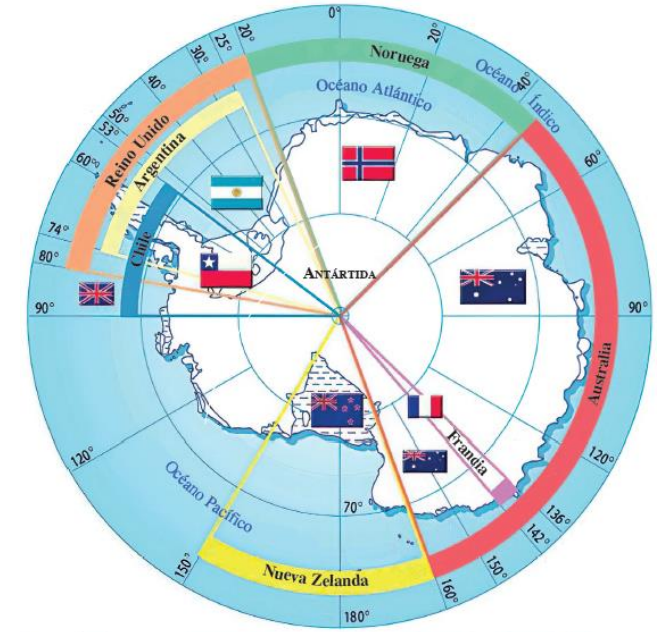 0°
20°
25°
30°
40°
50°
53°
60°
74°
80°
90°
20°
40°
60°
90°
120°
136°
142°
150°
160°
180°
150°
120°
70°
Noruega
Océano Atlántico
Océano Índico
Reino Unido
Argentina
Chile
ANTÁRTIDA
Australia
Frandia
Océano Pacífico
Nueva Zelanda